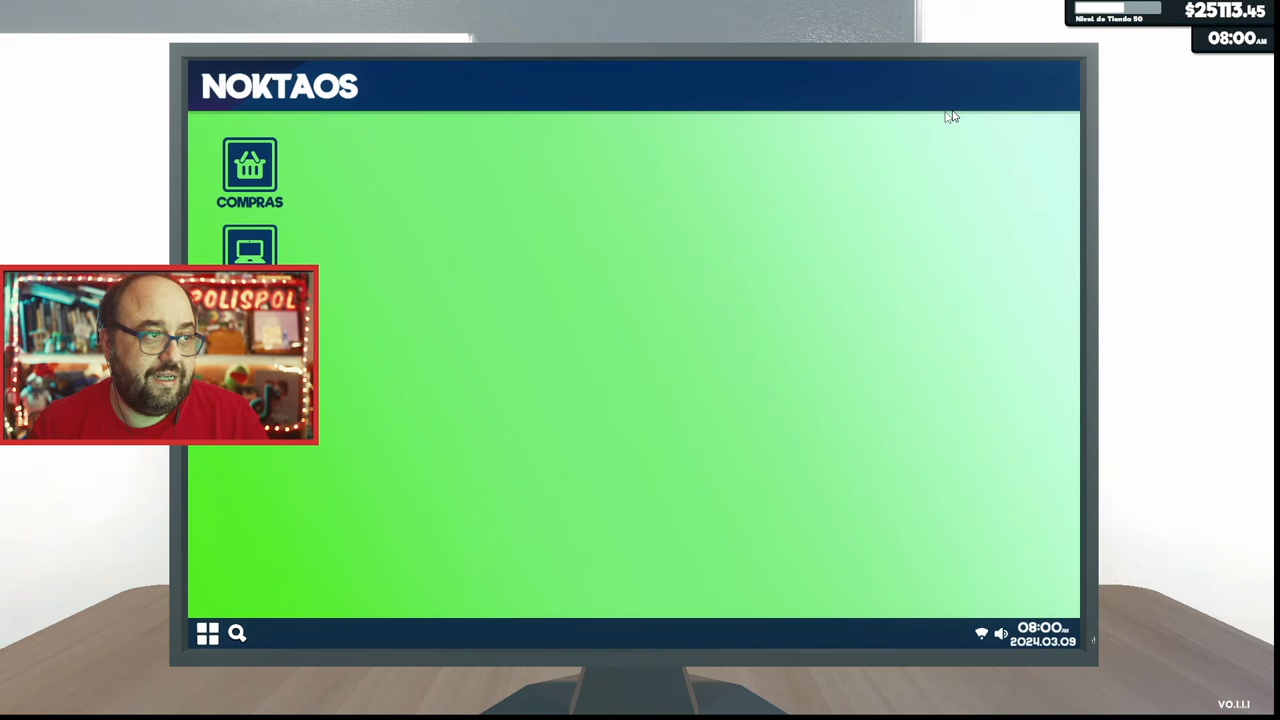 $25113.45
Nivel de Tienda 50
08:00AM
NOKTAOS
COMPRAS
POLISPOL
08:00AM
2024.03.09
V0.1.1.1